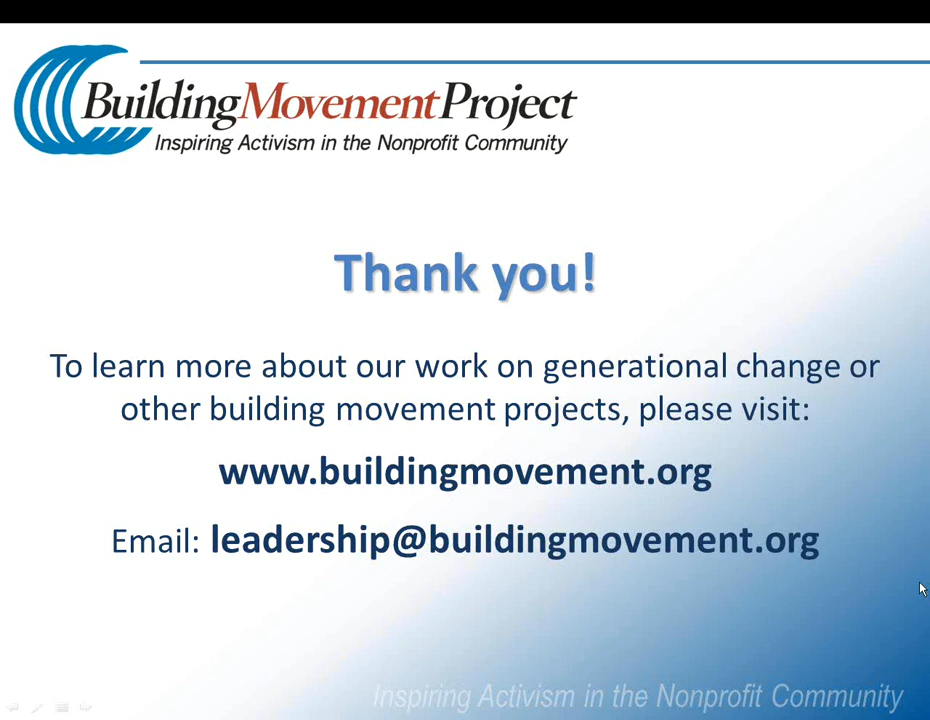 BuildingMovementProject
Inspiring Activism in the Nonprofit Community
Thank you!
To learn more about our work on generational change or
other building movement projects, please visit:
www.buildingmovement.org
Email: leadership@buildingmovement.org
Inspiring Activism in the Nonprofit Community